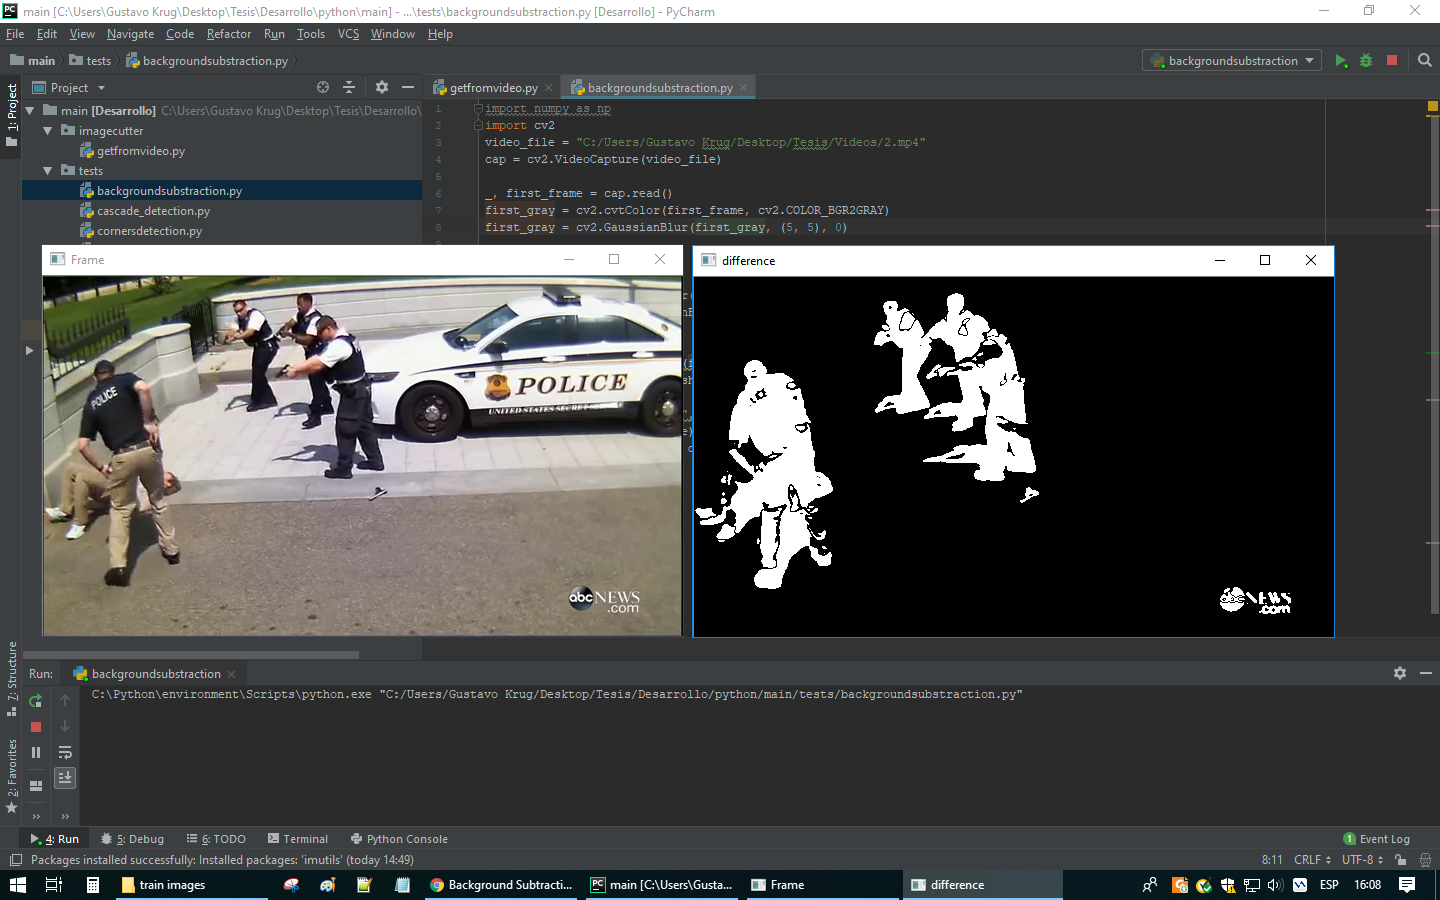 main [C:\Users\Gustavo Krug\Desktop\Tesis\Desarrollo\python\main] - ...\tests\backgroundsubstraction.py [Desarrollo] - PyCharm
File Edit View Navigate Code Refactor Run Tools VCS Window Help
main tests backgroundsubstraction.py
backgroundsubstraction
1: Project
Project
getfromvideo.py
backgroundsubstraction.py
main [Desarrollo] C:\Users\Gustavo Krug\Desktop\Tesis\Desarrollo\
imagecutter
getfromvideo.py
tests
backgroundsubstraction.py
cascade_detection.py
cornersdetection.py
1 import numpy as np
2 import cv2
3 video_file = "C:/Users/Gustavo Krug/Desktop/Tesis/Videos/2.mp4"
4 cap = cv2.VideoCapture(video_file)
5
6 _, first_frame = cap.read()
7 first_gray = cv2.cvtColor(first_frame, cv2.COLOR_BGR2GRAY)
8 first_gray = cv2.GaussianBlur(first_gray, (5, 5), 0)
Frame
difference
POLICE
POLICE
UNITED STATES SECRET
abc NEWS
.com
abc NEWS
.com
Z: Structure
2: Favorites
Run: backgroundsubstraction
C:\Python\environment\Scripts\python.exe "C:/Users/Gustavo Krug/Desktop/Tesis/Desarrollo/python/main/tests/backgroundsubstraction.py"
4: Run 5: Debug 6: TODO Terminal Python Console
Event Log
Packages installed successfully: Installed packages: 'imutils' (today 14:49)
8:11 CRLF UTF-8
train images
Background Subtracti...
main [C:\Users\Gusta...
Frame
difference
ESP 16:08